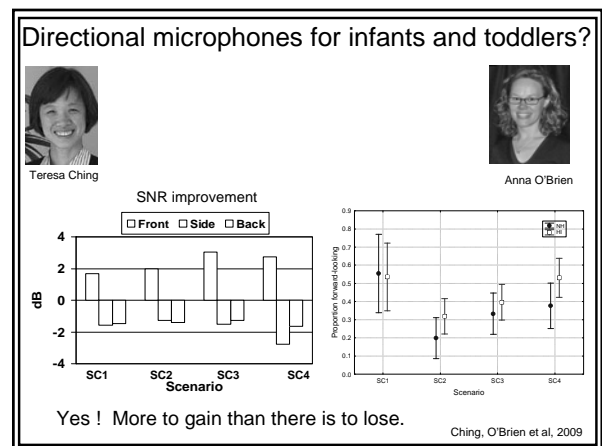 Directional microphones for infants and toddlers?
Teresa Ching
Anna O'Brien
SNR improvement
Front Side Back
4
2
0
-2
-4
dB
SC1 SC2 SC3 SC4
Scenario
NH
HI
0.9
0.8
0.7
0.6
0.5
0.4
0.3
0.2
0.1
0.0
Proportion forward-looking
SC1 SC2 SC3 SC4
Scenario
Yes ! More to gain than there is to lose.
Ching, O'Brien et al, 2009